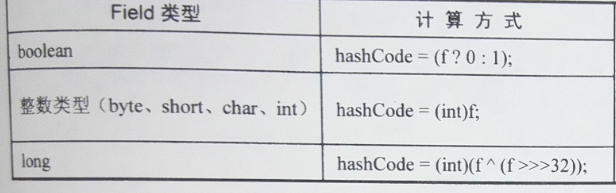 Field 类型
计 算 方 式
boolean
hashCode = (f ? 0 : 1);
整数类型（byte、short、char、int）
hashCode = (int)f;
long
hashCode = (int)(f ^ (f >>>32));